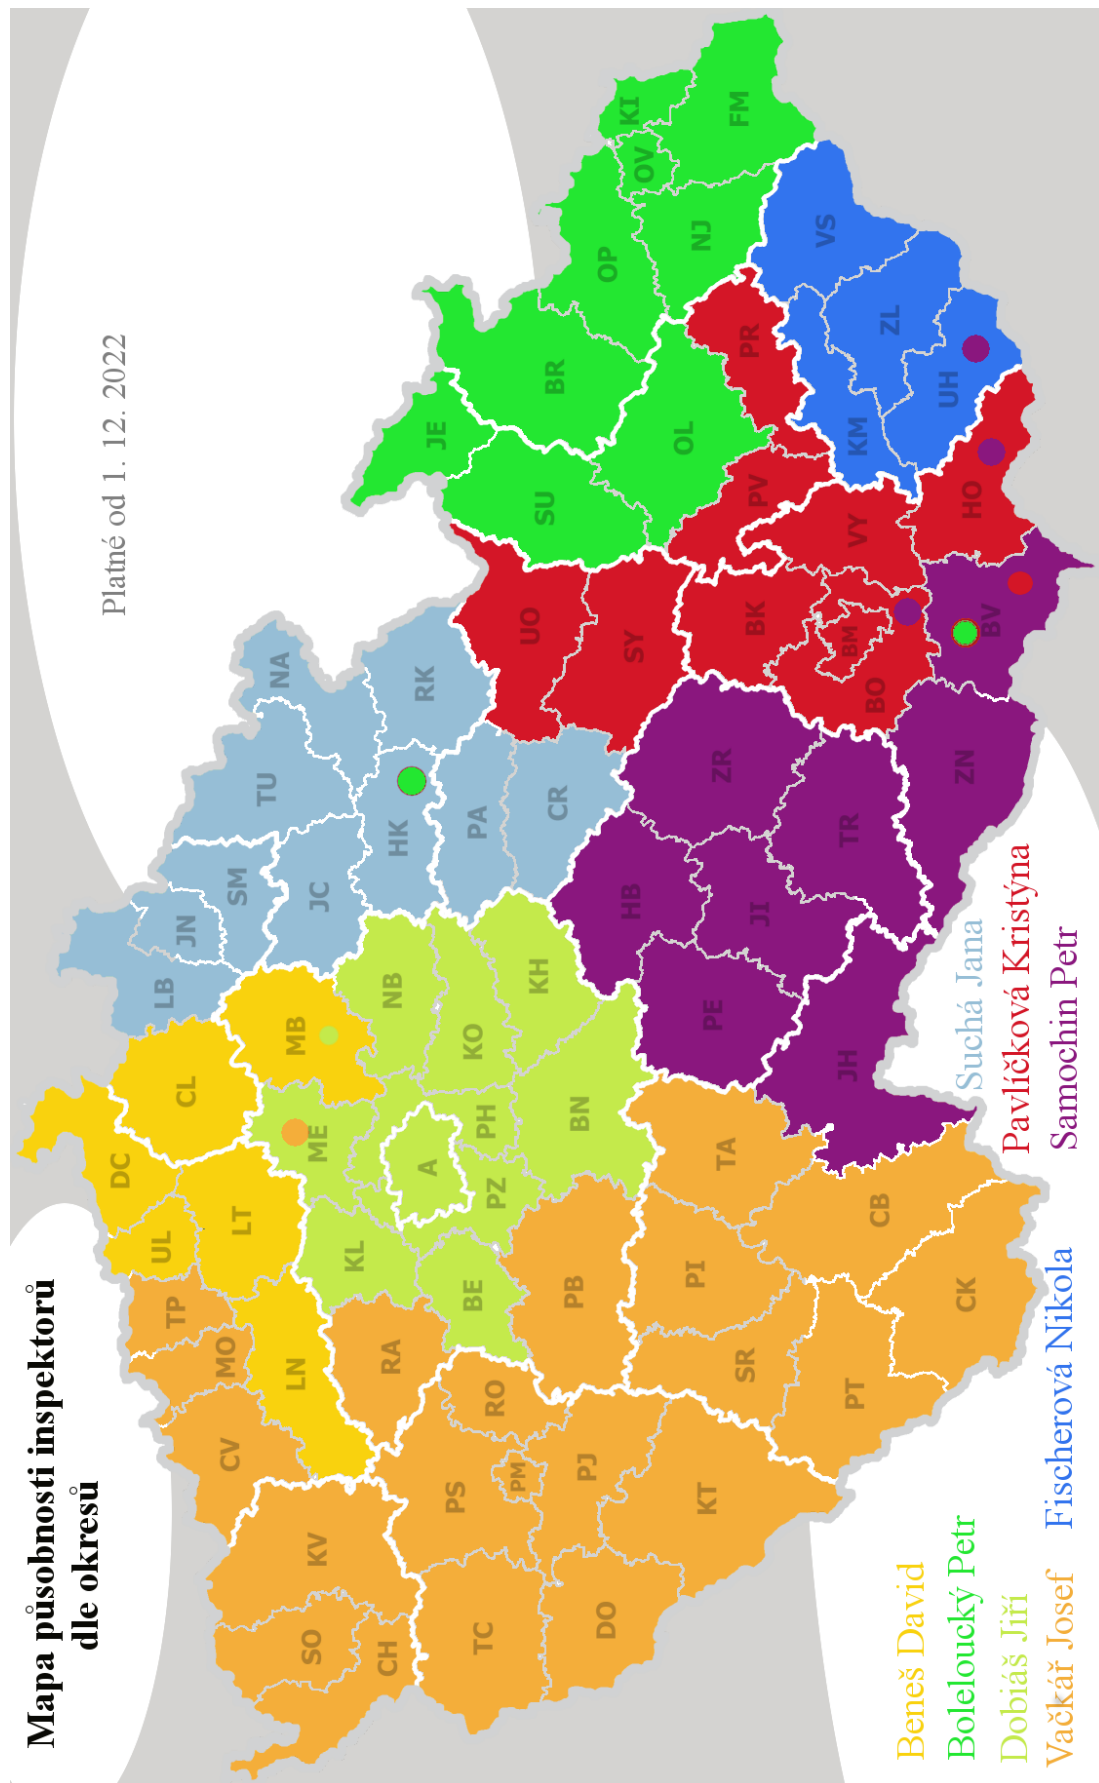 Mapa působnosti inspektorů
dle okresů
Platné od 1. 12. 2022
DC
LB
JN
SM
TU
NA
UL
CL
TP
LT
MO
MB
JC
JE
CV
LN
ME
NB
HK
RK
KV
KL
SO
RA
A
KO
PA
SU
BR
OP
KI
CH
BE
PZ
PH
KH
CR
UO
OV
PS
RO
PM
PB
BN
SY
OL
NJ
FM
TC
PJ
HB
DO
KT
PI
TA
PE
ZR
BK
PV
PR
VS
SR
JI
BM
VY
KM
ZL
PT
CB
JH
TR
BO
UH
CK
ZN
BV
HO
Beneš David
Boleloucký Petr
Dobiáš Jiří
Vačkář Josef
Fischerová Nikola
Suchá Jana
Pavlíčková Kristýna
Samochin Petr